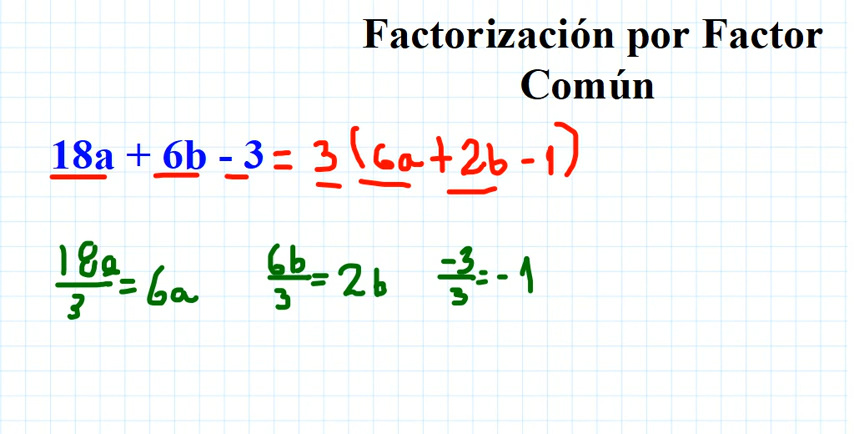 Factorización por Factor
Común
18a + 6b - 3 = 3 (6a + 2b - 1)
18a/3 = 6a 6b/3 = 2b -3/3 = -1